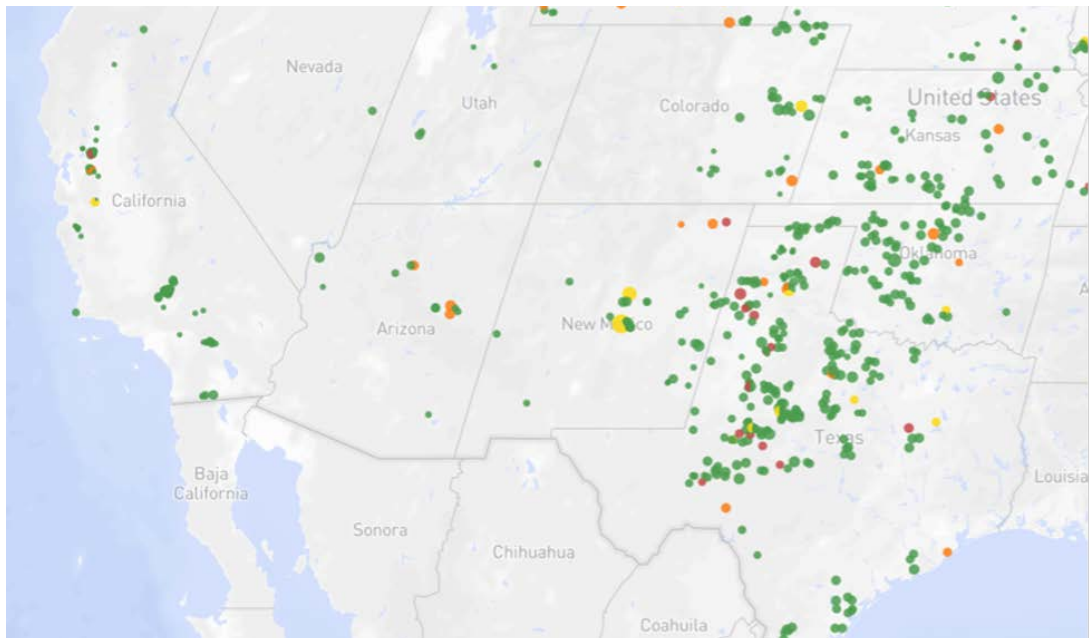 Nevada
Utah
Colorado
United States
Kansas
California
Oklahoma
Arizona
New Mexico
A
Texas
Louisia
Baja
California
Sonora
Chihuahua
Coahuila